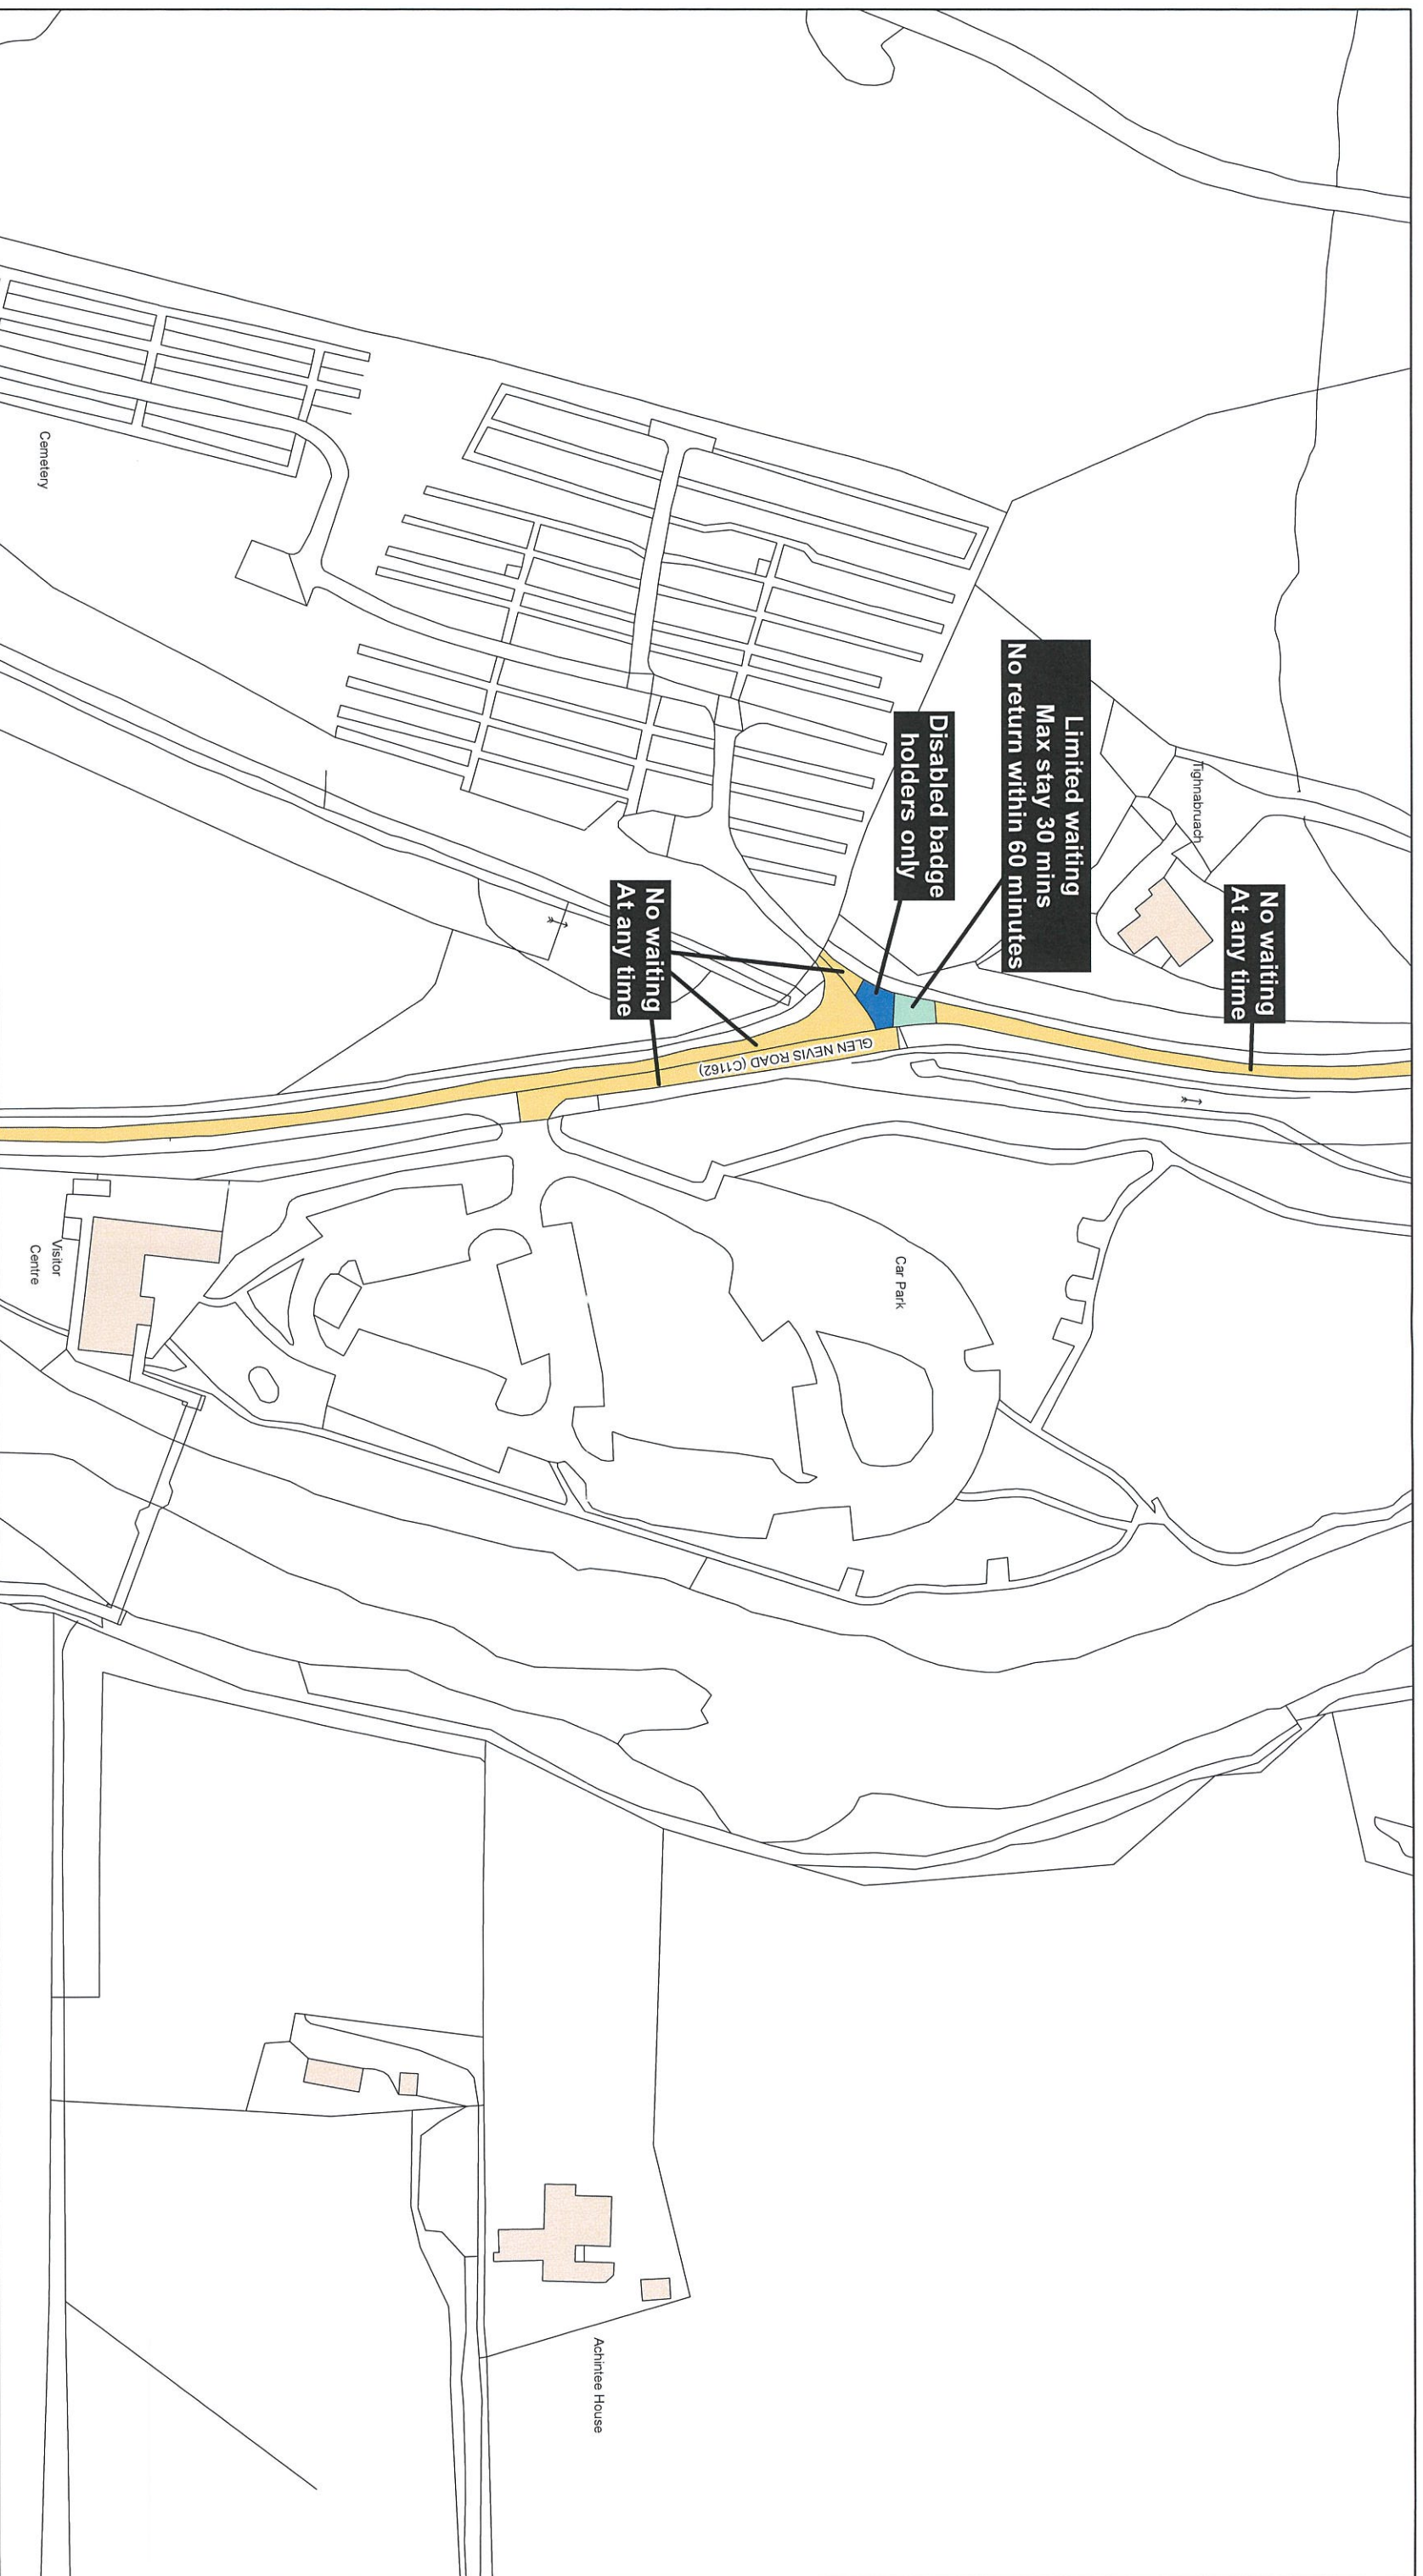 Limited waiting
Max stay 30 mins
No return within 60 minutes
Disabled badge
holders only
No waiting
At any time
No waiting
At any time
Tighnabruach
Cemetery
GLEN NEVIS ROAD (C1162)
Car Park
Visitor
Centre
Achintee House